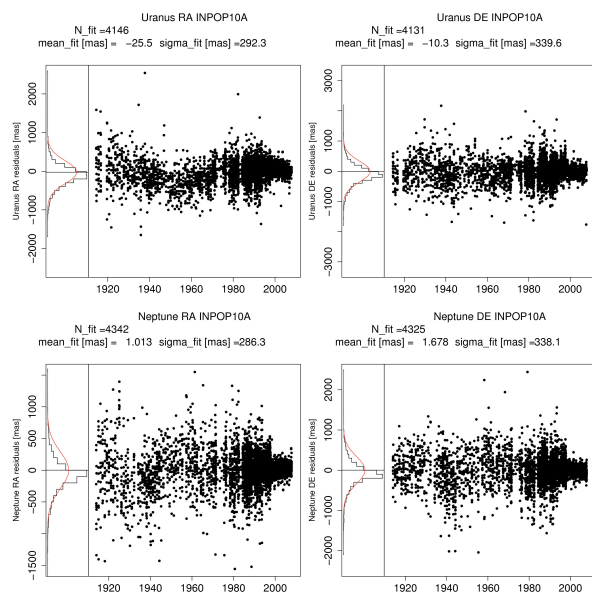 Uranus RA INPOP10A
N_fit =4146
mean_fit [mas] = −25.5 sigma_fit [mas] =292.3
Uranus RA residuals [mas]
2000
1000
0
−1000
−2000
1920 1940 1960 1980 2000
Uranus DE INPOP10A
N_fit =4131
mean_fit [mas] = −10.3 sigma_fit [mas] =339.6
Uranus DE residuals [mas]
3000
1000
0
−1000
−3000
1920 1940 1960 1980 2000
Neptune RA INPOP10A
N_fit =4342
mean_fit [mas] = 1.013 sigma_fit [mas] =286.3
Neptune RA residuals [mas]
1000
500
0
−500
−1500
1920 1940 1960 1980 2000
Neptune DE INPOP10A
N_fit =4325
mean_fit [mas] = 1.678 sigma_fit [mas] =338.1
Neptune DE residuals [mas]
2000
1000
0
−1000
−2000
1920 1940 1960 1980 2000